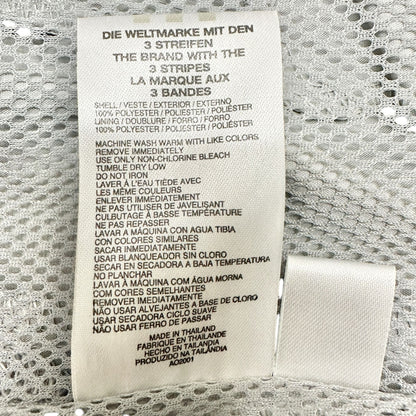 DIE WELTMARKE MIT DEN
3 STREIFEN
THE BRAND WITH THE
3 STRIPES
LA MARQUE AUX
3 BANDES
SHELL / VESTE / EXTERIOR / EXTERNO
100% POLYESTER / POLIESTER / POLIÉSTER
LINING / DOUBLURE / FORRO / FORRO
100% POLYESTER / POLIESTER / POLIÉSTER
MACHINE WASH WARM WITH LIKE COLORS
REMOVE IMMEDIATELY
USE ONLY NON-CHLORINE BLEACH
TUMBLE DRY LOW
DO NOT IRON
LAVER À L'EAU TIÈDE AVEC
LES MÊME COULEURS
ENLEVER IMMÉDIATEMENT
NE PAS UTILISER DE JAVELISANT
CULBUTAGE À BASSE TEMPÉRATURE
NE PAS REPASSER
LAVAR A MÁQUINA CON AGUA TIBIA
CON COLORES SIMILARES
SACAR INMEDIATAMENTE
USAR BLANQUEADOR SIN CLORO
SECAR EN SECADORA A BAJA TEMPERATURA
NO PLANCHAR
LAVAR À MÁQUINA COM AGUA MORNA
COM CORES SEMELHANTES
REMOVER IMEDIATAMENTE
NÃO USAR ALVEJANTES A BASE DE CLORO
USAR SECADORA CICLO SUAVE
NÃO USAR FERRO DE PASSAR
MADE IN THAILAND
FABRIQUE EN THAILANDE
HECHO EN TAILANDIA
PRODUZIDO NA TAILÂNDIA
AO2001